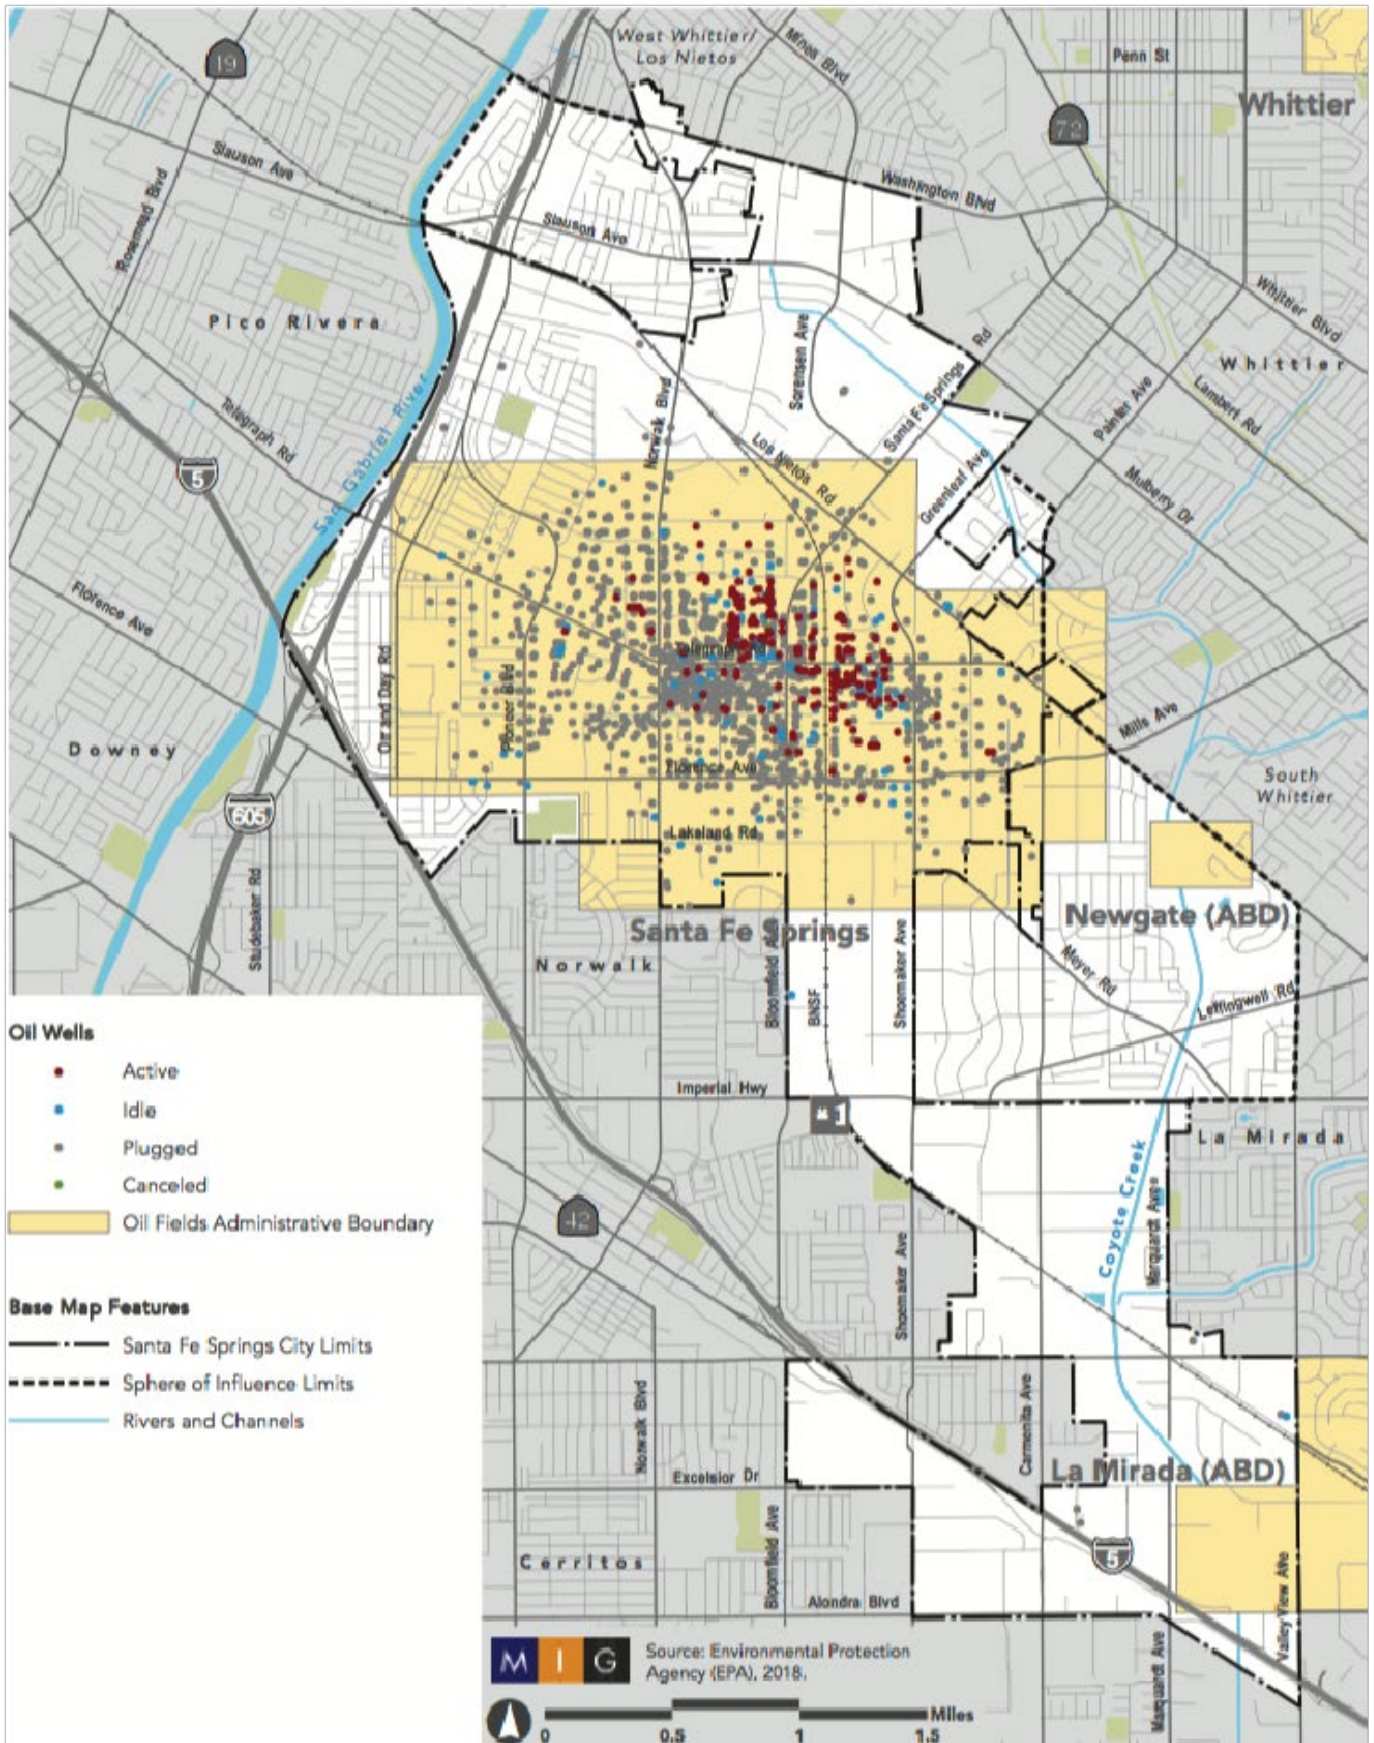 West Whittier/
Los Nietos
Mines Blvd
Penn St
19
72
Whittier
Slauson Ave
Rosemead Blvd
Washington Blvd
Slauson Ave
Whittier Blvd
Pico Rivera
Sorensen Ave
Santa Fe Springs Rd
Whittier
Lambert Rd
Painter Ave
Telegraph Rd
San Gabriel River
Norwalk Blvd
Los Nietos Rd
Greenleaf Ave
Mulberry Dr
5
Florence Ave
Telegraph Rd
Orr and Day Rd
Pioneer Blvd
Mills Ave
Downey
Florence Ave
South
Whittier
605
Lakeland Rd
Studebaker Rd
Santa Fe Springs
Newgate (ABD)
Norwalk
Bloomfield Ave
BNSF
Shoemaker Ave
Meyer Rd
Leffingwell Rd
Imperial Hwy
1
La Mirada
Oil Wells
Active
Idle
Plugged
Canceled
Oil Fields Administrative Boundary
Base Map Features
Santa Fe Springs City Limits
Sphere of Influence Limits
Rivers and Channels
42
Coyote Creek
Marquardt Ave
Shoemaker Ave
Norwalk Blvd
Carmenita Ave
Excelsior Dr
La Mirada (ABD)
Cerritos
Bloomfield Ave
5
Alondra Blvd
Valley View Ave
Marquardt Ave
M I G
Source: Environmental Protection
Agency (EPA), 2018.
Miles
0 0.5 1 1.5